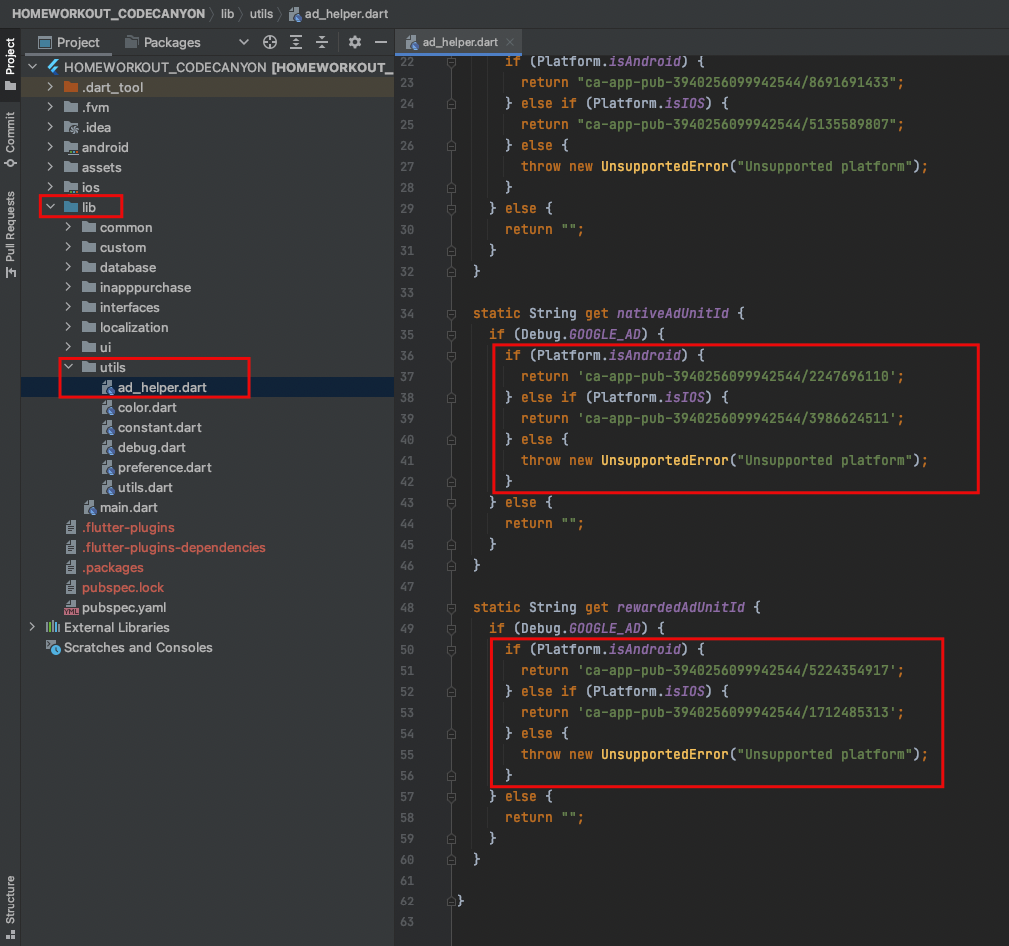 HOMEWORKOUT_CODECANYON lib utils ad_helper.dart
Project
Commit
Pull Requests
Structure
Project Packages
HOMEWORKOUT_CODECANYON [HOMEWORKOUT_
.dart_tool
.fvm
.idea
android
assets
ios
lib
common
custom
database
inapppurchase
interfaces
localization
ui
utils
ad_helper.dart
color.dart
constant.dart
debug.dart
preference.dart
utils.dart
main.dart
.flutter-plugins
.flutter-plugins-dependencies
.packages
pubspec.lock
YML pubspec.yaml
External Libraries
Scratches and Consoles
ad_helper.dart
22 if (Platform.isAndroid) {
23 return "ca-app-pub-3940256099942544/8691691433";
24 } else if (Platform.isIOS) {
25 return "ca-app-pub-3940256099942544/5135589807";
26 } else {
27 throw new UnsupportedError("Unsupported platform");
28 }
29 } else {
30 return "";
31 }
32 }
33
34 static String get nativeAdUnitId {
35 if (Debug.GOOGLE_AD) {
36 if (Platform.isAndroid) {
37 return 'ca-app-pub-3940256099942544/2247696110';
38 } else if (Platform.isIOS) {
39 return 'ca-app-pub-3940256099942544/3986624511';
40 } else {
41 throw new UnsupportedError("Unsupported platform");
42 }
43 } else {
44 return "";
45 }
46 }
47
48 static String get rewardedAdUnitId {
49 if (Debug.GOOGLE_AD) {
50 if (Platform.isAndroid) {
51 return 'ca-app-pub-3940256099942544/5224354917';
52 } else if (Platform.isIOS) {
53 return 'ca-app-pub-3940256099942544/1712485313';
54 } else {
55 throw new UnsupportedError("Unsupported platform");
56 }
57 } else {
58 return "";
59 }
60 }
61
62 }
63